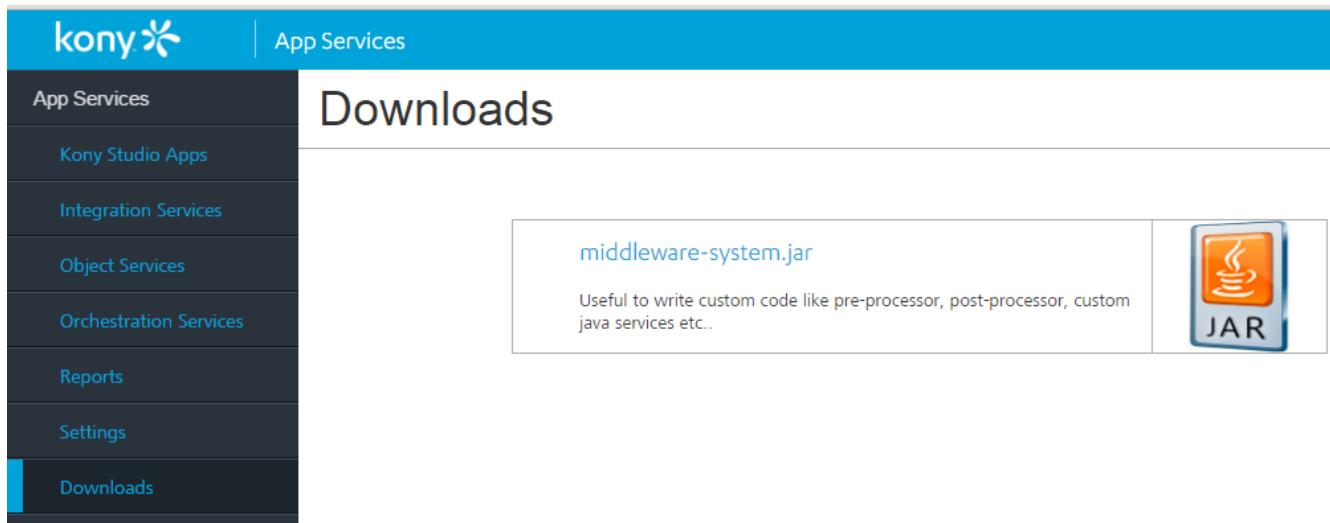 kony
App Services
App Services
Kony Studio Apps
Integration Services
Object Services
Orchestration Services
Reports
Settings
Downloads
Downloads
middleware-system.jar
Useful to write custom code like pre-processor, post-processor, custom
java services etc..
JAR